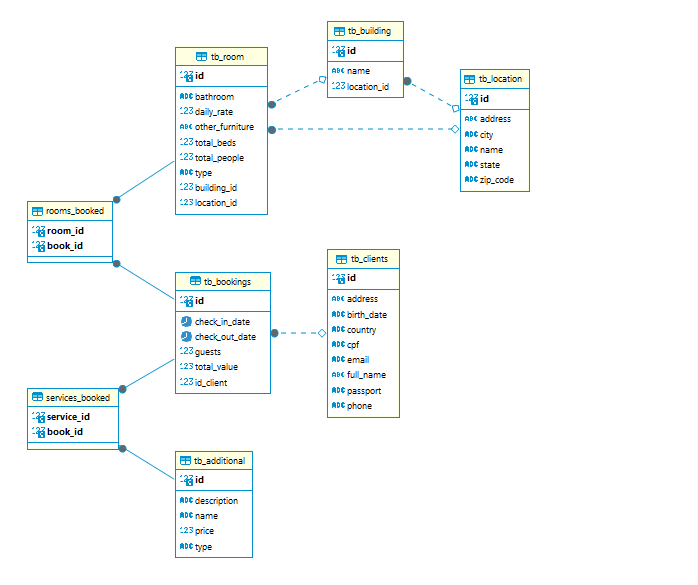 tb_building
123 id
ABC name
123 location_id
tb_room
123 id
ABC bathroom
123 daily_rate
ABC other_furniture
123 total_beds
123 total_people
ABC type
123 building_id
123 location_id
tb_location
123 id
ABC address
ABC city
ABC name
ABC state
ABC zip_code
rooms_booked
123 room_id
123 book_id
tb_bookings
123 id
check_in_date
check_out_date
123 guests
123 total_value
123 id_client
tb_clients
123 id
ABC address
ABC birth_date
ABC country
ABC cpf
ABC email
ABC full_name
ABC passport
ABC phone
services_booked
123 service_id
123 book_id
tb_additional
123 id
ABC description
ABC name
123 price
ABC type